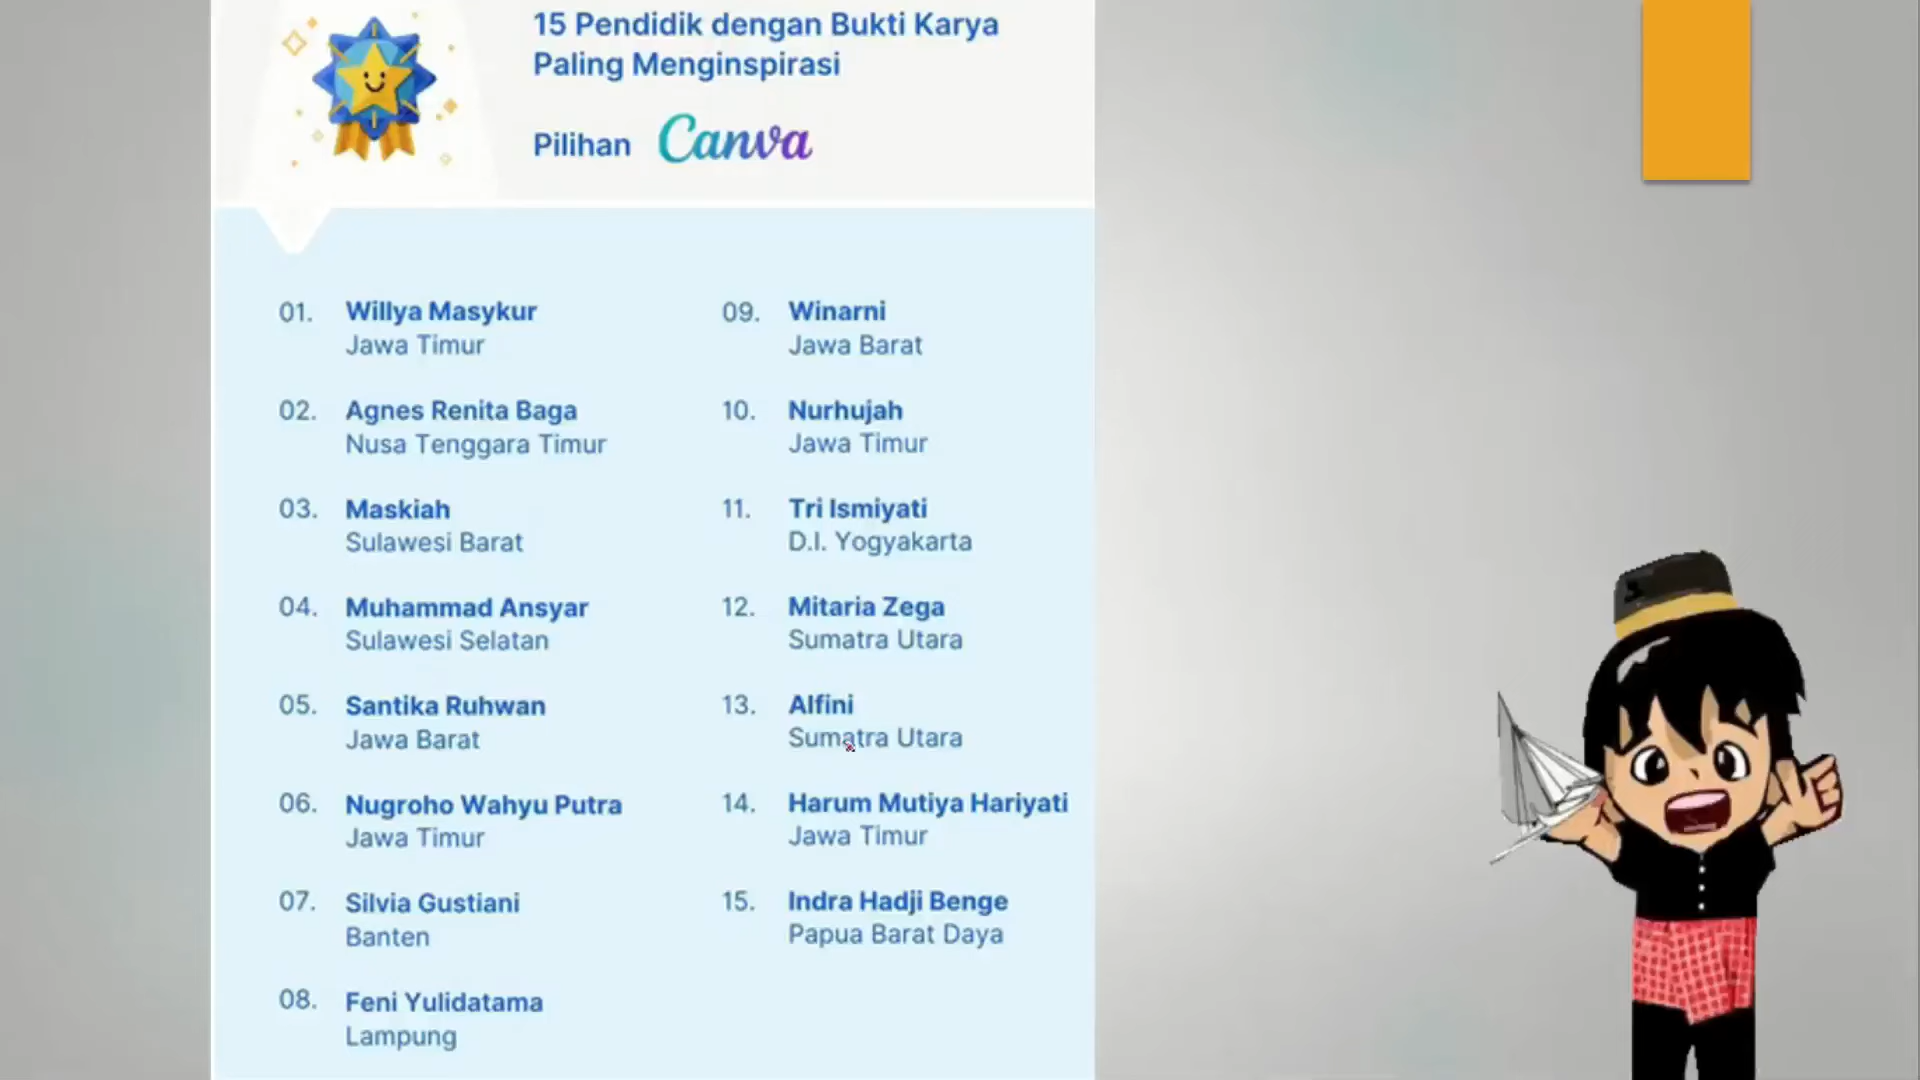 15 Pendidik dengan Bukti Karya
Paling Menginspirasi
Pilihan Canva
01. Willya Masykur
Jawa Timur
02. Agnes Renita Baga
Nusa Tenggara Timur
03. Maskiah
Sulawesi Barat
04. Muhammad Ansyar
Sulawesi Selatan
05. Santika Ruhwan
Jawa Barat
06. Nugroho Wahyu Putra
Jawa Timur
07. Silvia Gustiani
Banten
08. Feni Yulidatama
Lampung
09. Winarni
Jawa Barat
10. Nurhujah
Jawa Timur
11. Tri Ismiyati
D.I. Yogyakarta
12. Mitaria Zega
Sumatra Utara
13. Alfini
Sumatra Utara
14. Harum Mutiya Hariyati
Jawa Timur
15. Indra Hadji Benge
Papua Barat Daya